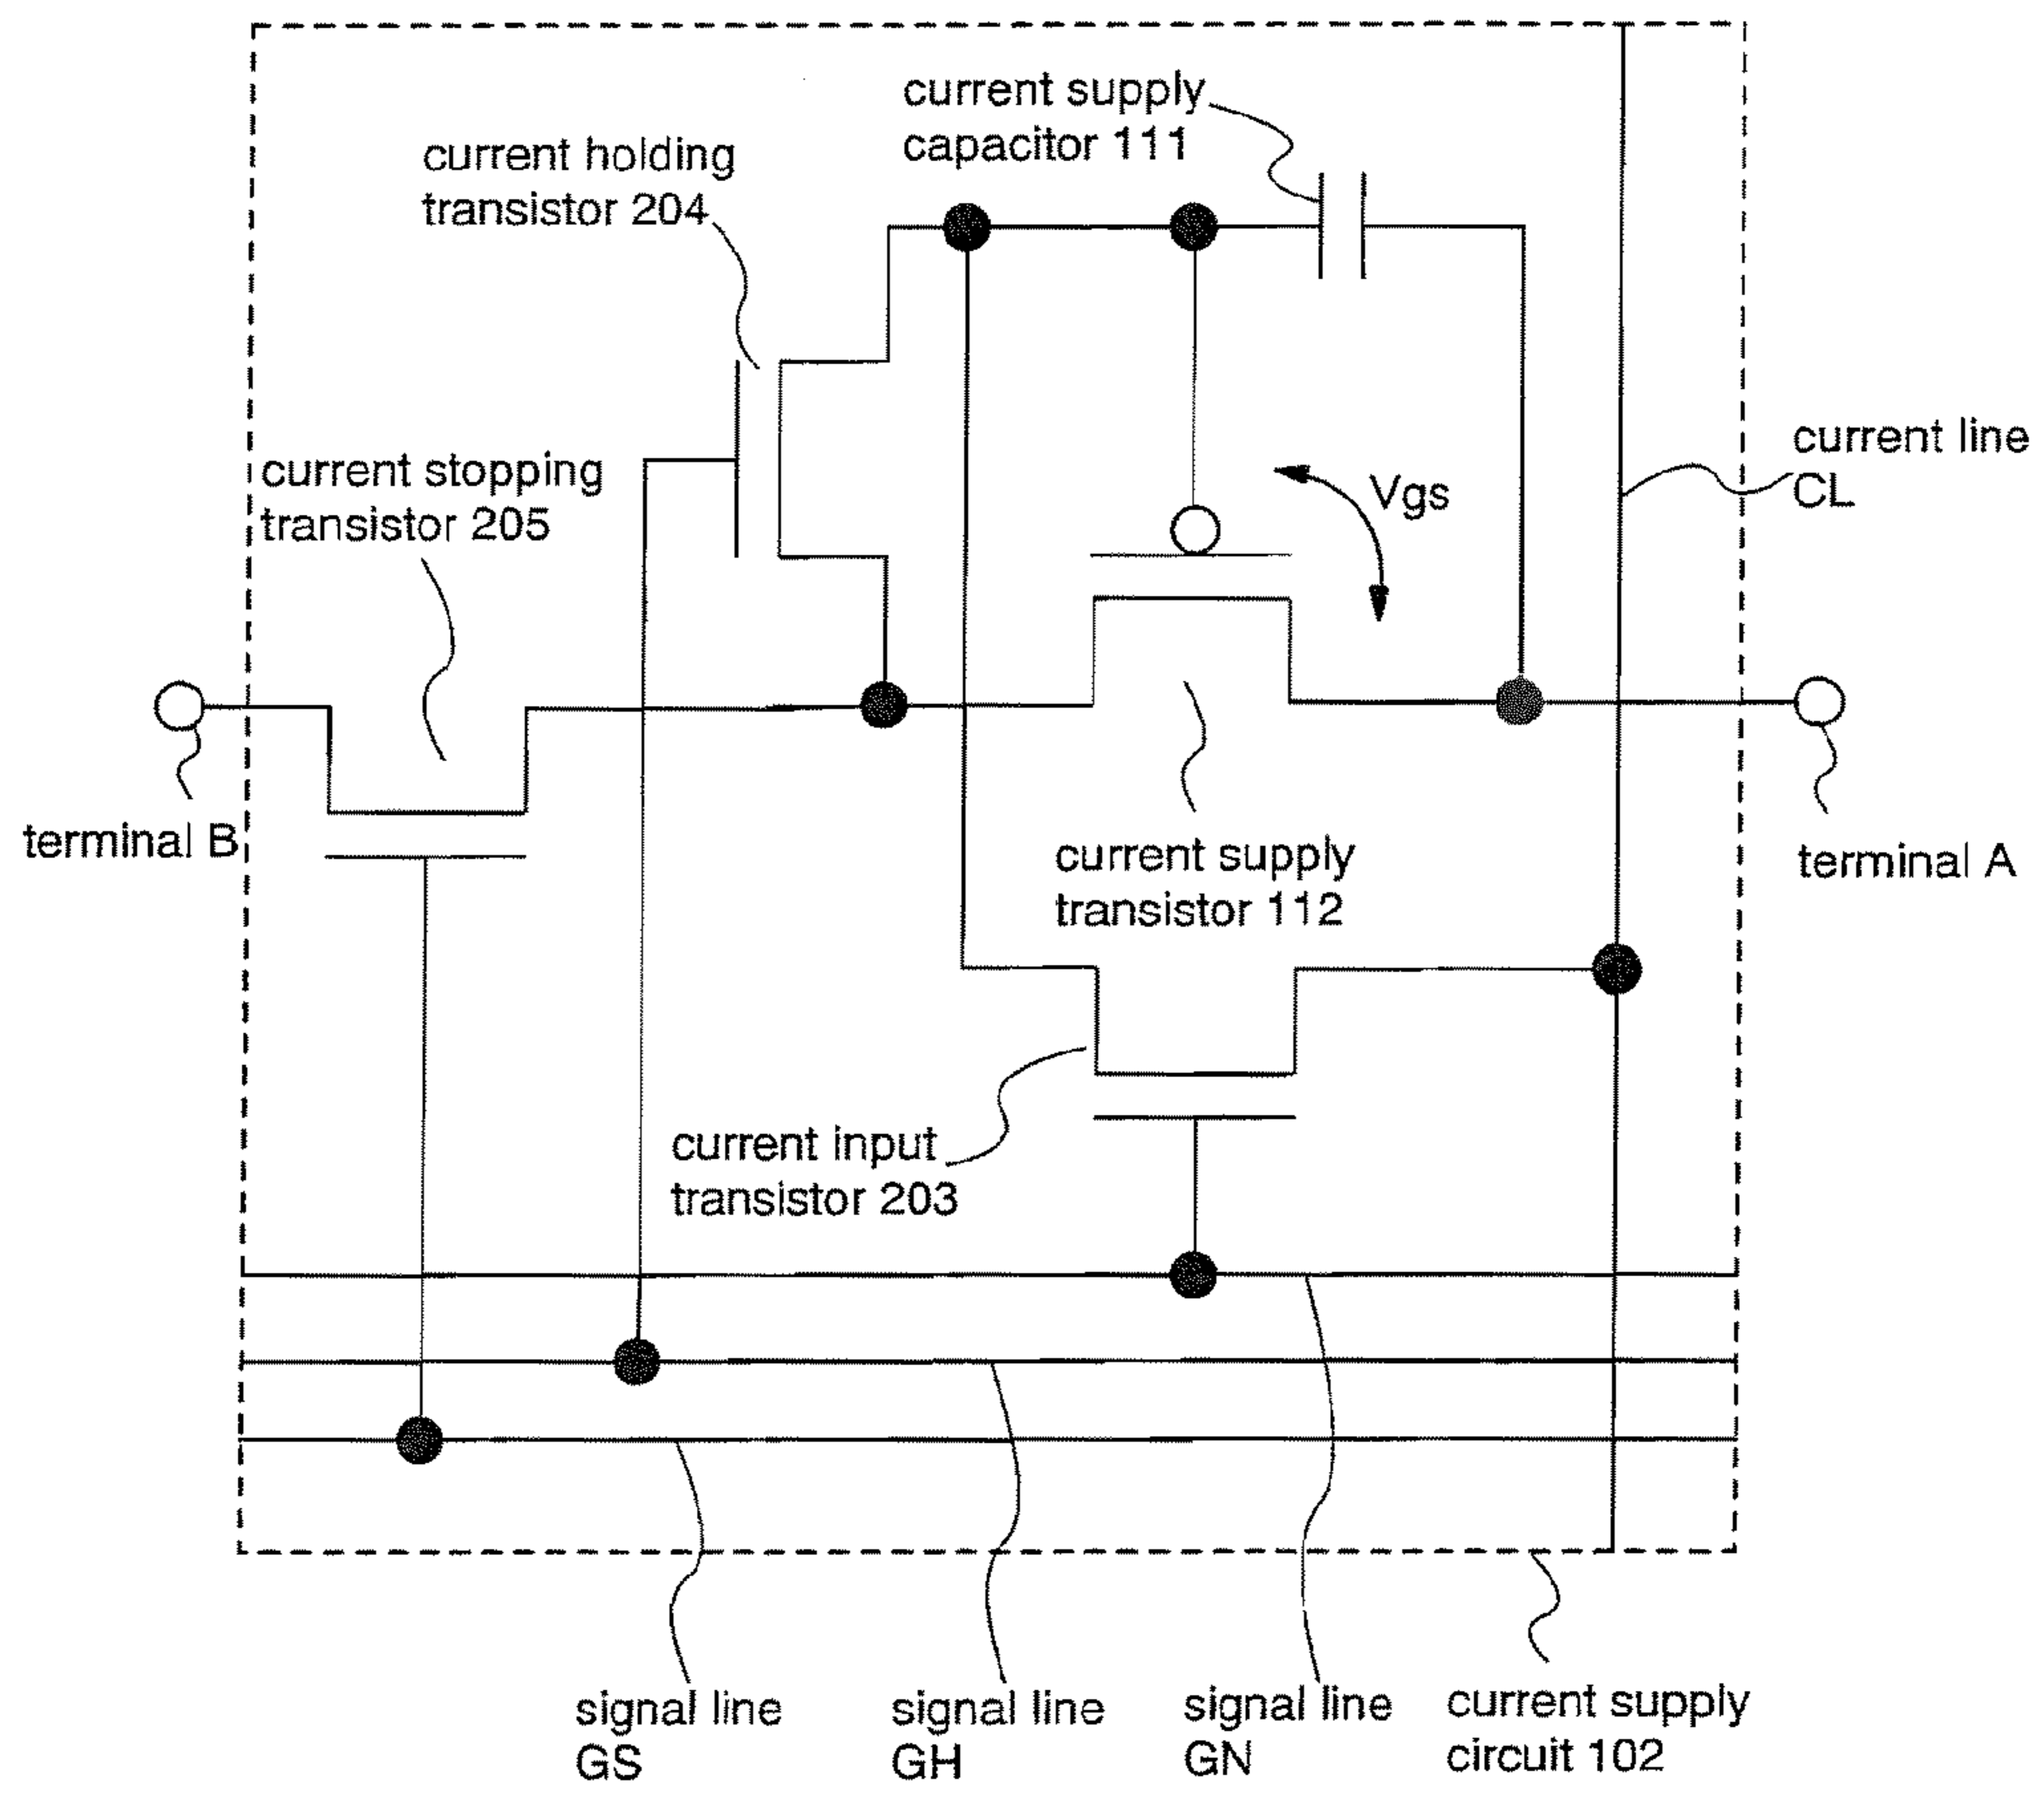 current supply
capacitor 111
current holding
transistor 204
current line
CL
current stopping
transistor 205
Vgs
terminal B
current supply
transistor 112
terminal A
current input
transistor 203
signal line
GS
signal line
GH
signal line
GN
current supply
circuit 102